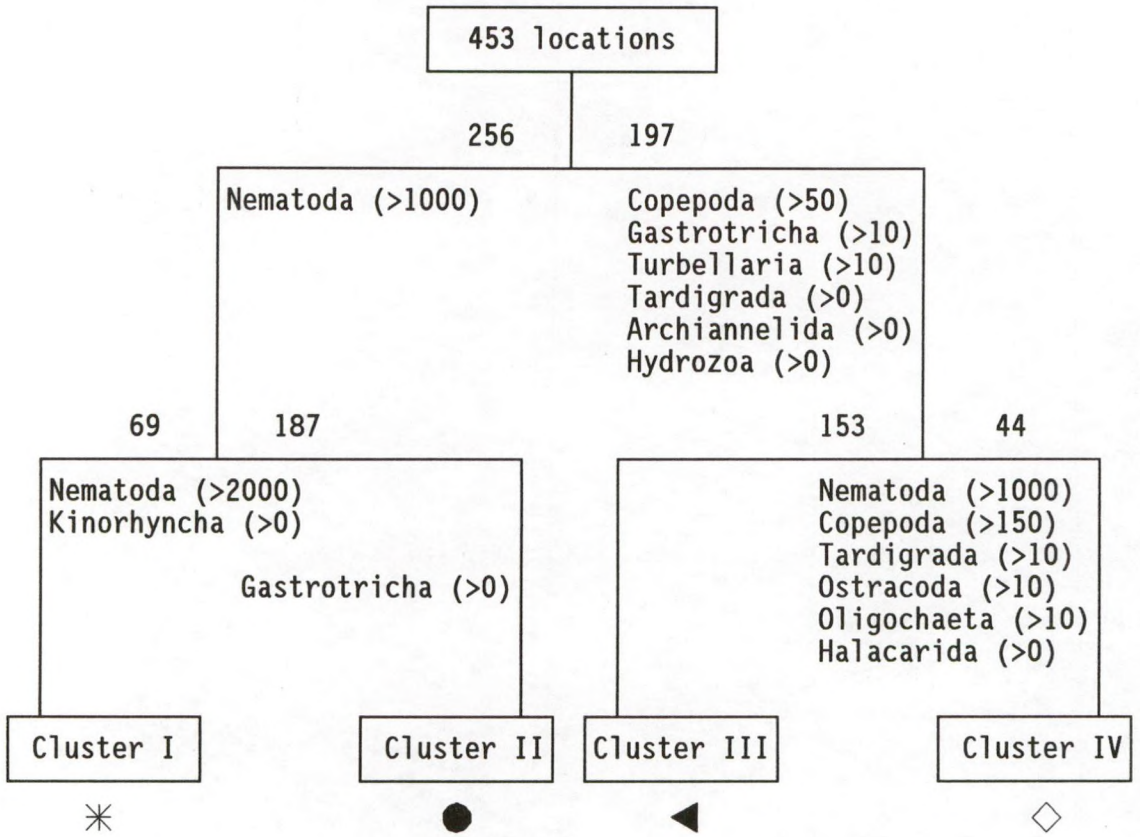 453 locations
256 197
Nematoda (>1000)
Copepoda (>50)
Gastrotricha (>10)
Turbellaria (>10)
Tardigrada (>0)
Archiannelida (>0)
Hydrozoa (>0)
69 187
153 44
Nematoda (>2000)
Kinorhyncha (>0)
Gastrotricha (>0)
Nematoda (>1000)
Copepoda (>150)
Tardigrada (>10)
Ostracoda (>10)
Oligochaeta (>10)
Halacarida (>0)
Cluster I
Cluster II
Cluster III
Cluster IV